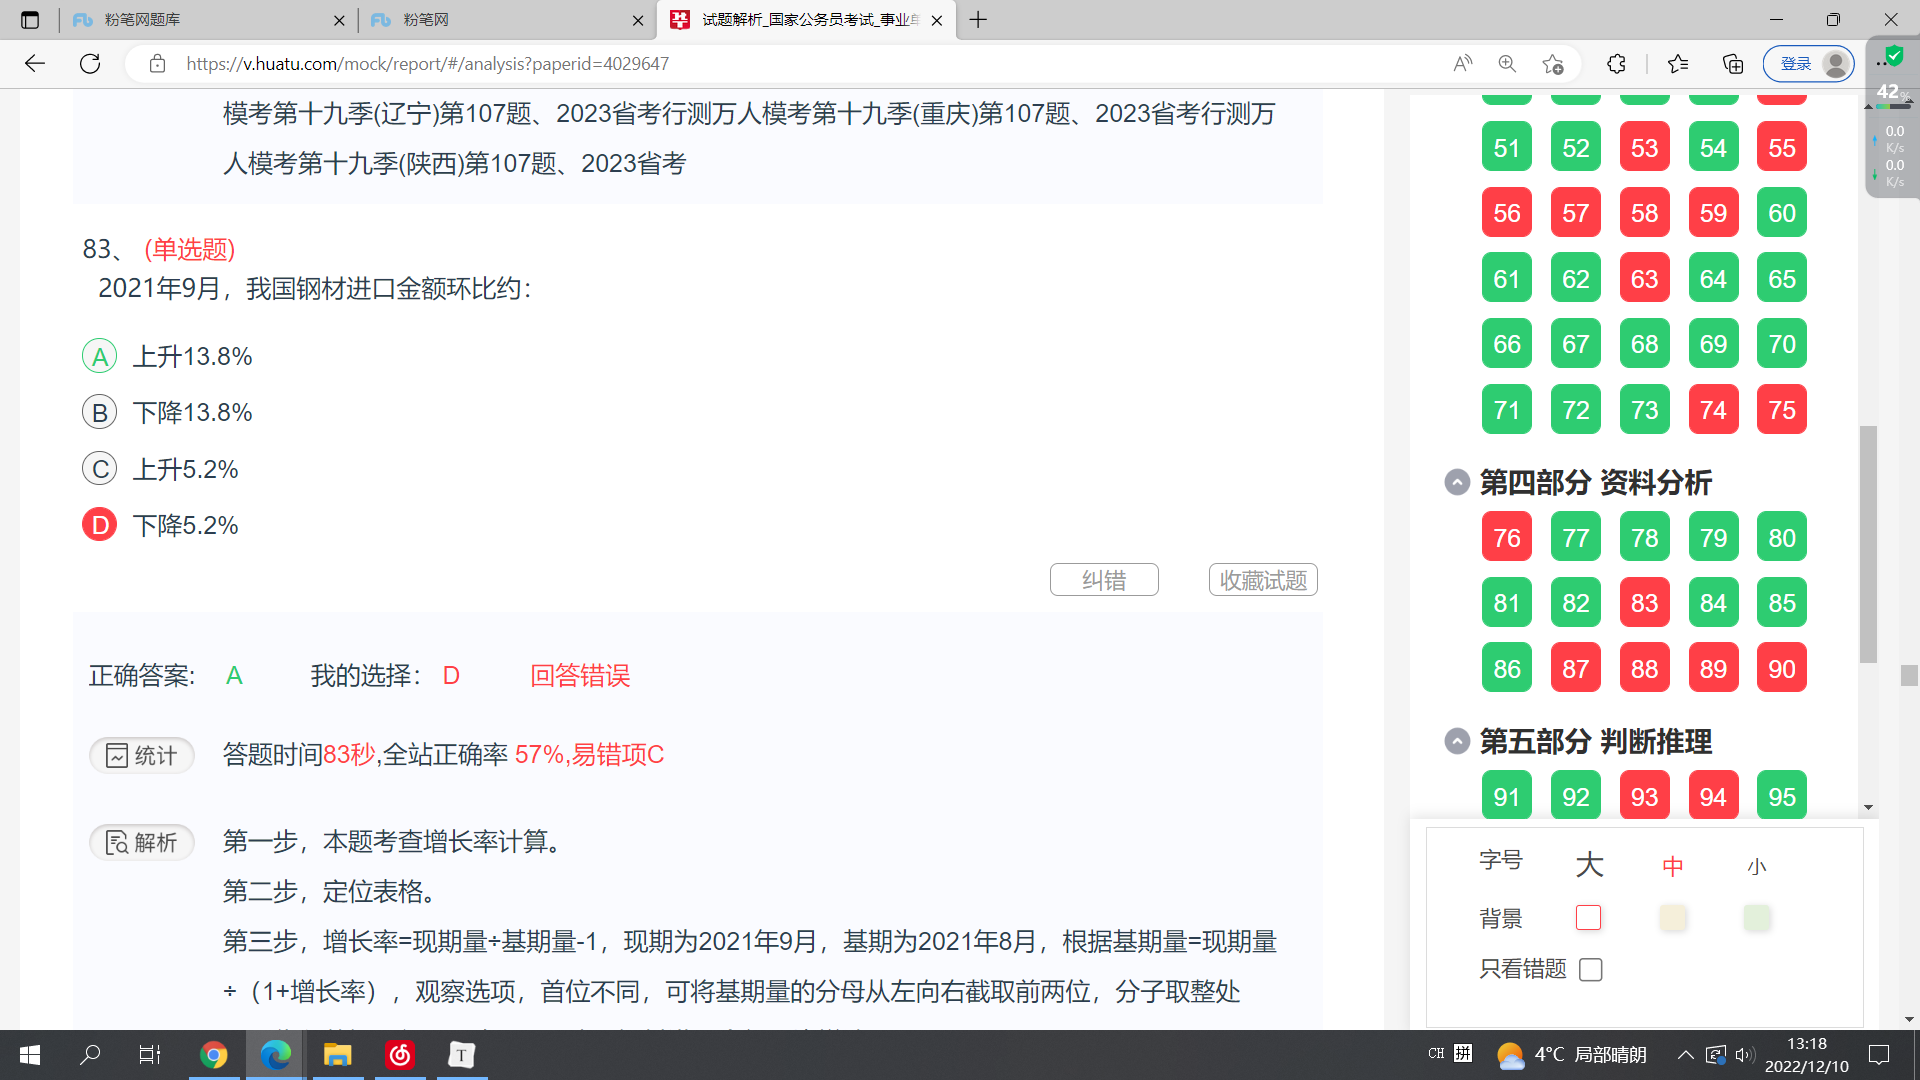 粉笔网题库
粉笔网
试题解析_国家公务员考试_事业单
https://v.huatu.com/mock/report/#/analysis?paperid=4029647
登录
42%
0.0
K/s
0.0
K/s
模考第十九季(辽宁)第107题、2023省考行测万人模考第十九季(重庆)第107题、2023省考行测万
人模考第十九季(陕西)第107题、2023省考
83、 (单选题)
2021年9月，我国钢材进口金额环比约：
A 上升13.8%
B 下降13.8%
C 上升5.2%
D 下降5.2%
纠错 收藏试题
正确答案: A 我的选择： D 回答错误
统计 答题时间83秒,全站正确率 57%,易错项C
解析 第一步，本题考查增长率计算。
第二步，定位表格。
第三步，增长率=现期量÷基期量-1，现期为2021年9月，基期为2021年8月，根据基期量=现期量
÷（1+增长率），观察选项，首位不同，可将基期量的分母从左向右截取前两位，分子取整处
51 52 53 54 55
56 57 58 59 60
61 62 63 64 65
66 67 68 69 70
71 72 73 74 75
第四部分 资料分析
76 77 78 79 80
81 82 83 84 85
86 87 88 89 90
第五部分 判断推理
91 92 93 94 95
字号 大 中 小
背景
只看错题
T
CH 拼
4°C 局部晴朗
13:18
2022/12/10